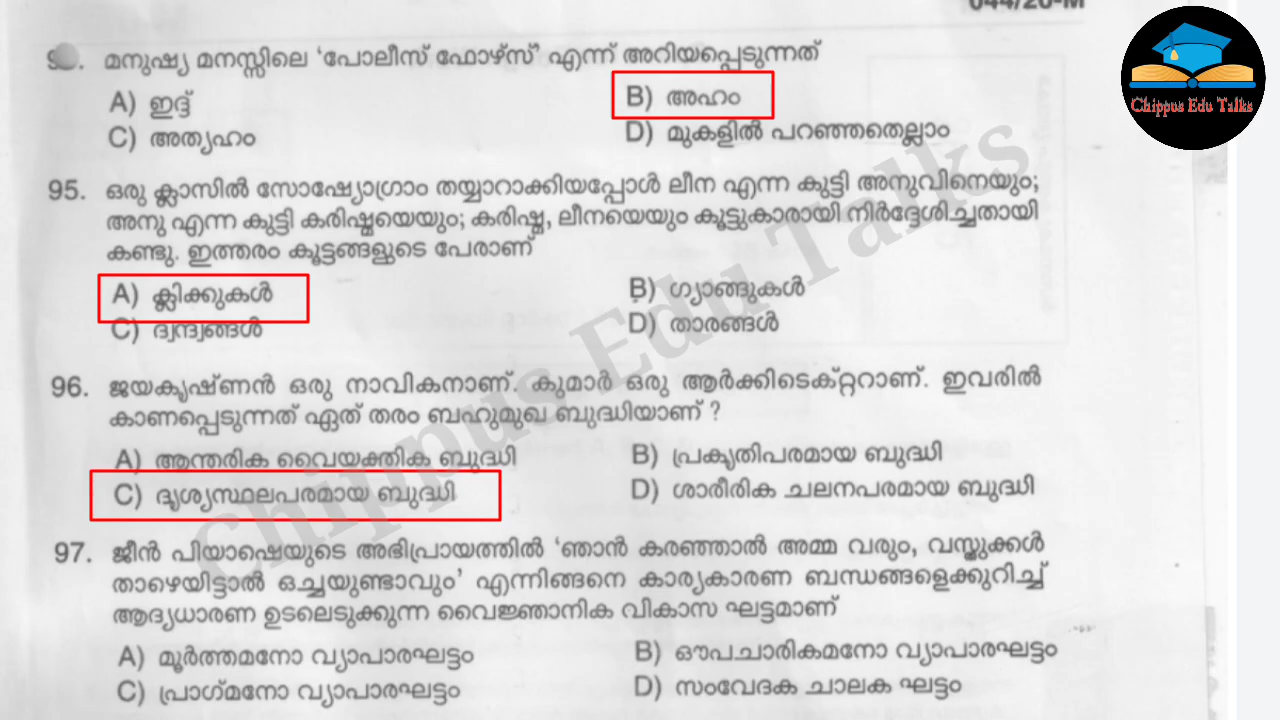 044/20-M
Chippus Edu Talks
മനുഷ്യ മനസ്സിലെ 'പോലീസ് ഫോഴ്സ്' എന്ന് അറിയപ്പെടുന്നത്
A) ഇദ്ദ്
B) അഹം
C) അത്യഹം
D) മുകളിൽ പറഞ്ഞതെല്ലാം
95. ഒരു ക്ലാസിൽ സോഷ്യോഗ്രാം തയ്യാറാക്കിയപ്പോൾ ലീന എന്ന കുട്ടി അനുവിനെയും;
അനു എന്ന കുട്ടി കരിഷ്മയെയും; കരിഷ്മ, ലീനയെയും കൂട്ടുകാരായി നിർദ്ദേശിച്ചതായി
കണ്ടു. ഇത്തരം കൂട്ടങ്ങളുടെ പേരാണ്
A) ക്ലിക്കുകൾ
B) ഗ്യാങ്ങുകൾ
C) ദ്വന്ദ്വങ്ങൾ
D) താരങ്ങൾ
96. ജയകൃഷ്ണൻ ഒരു നാവികനാണ്. കുമാർ ഒരു ആർക്കിടെക്റ്ററാണ്. ഇവരിൽ
കാണപ്പെടുന്നത് ഏത് തരം ബഹുമുഖ ബുദ്ധിയാണ് ?
A) ആന്തരിക വൈയക്തിക ബുദ്ധി
B) പ്രകൃതിപരമായ ബുദ്ധി
C) ദൃശ്യസ്ഥലപരമായ ബുദ്ധി
D) ശാരീരിക ചലനപരമായ ബുദ്ധി
97. ജീൻ പിയാഷെയുടെ അഭിപ്രായത്തിൽ 'ഞാൻ കരഞ്ഞാൽ അമ്മ വരും, വസ്തുക്കൾ
താഴെയിട്ടാൽ ഒച്ചയുണ്ടാവും' എന്നിങ്ങനെ കാര്യകാരണ ബന്ധങ്ങളെക്കുറിച്ച്
ആദ്യധാരണ ഉടലെടുക്കുന്ന വൈജ്ഞാനിക വികാസ ഘട്ടമാണ്
A) മൂർത്തമനോ വ്യാപാരഘട്ടം
B) ഔപചാരികമനോ വ്യാപാരഘട്ടം
C) പ്രാഗ്മനോ വ്യാപാരഘട്ടം
D) സംവേദക ചാലക ഘട്ടം
Chippus Edu Talks